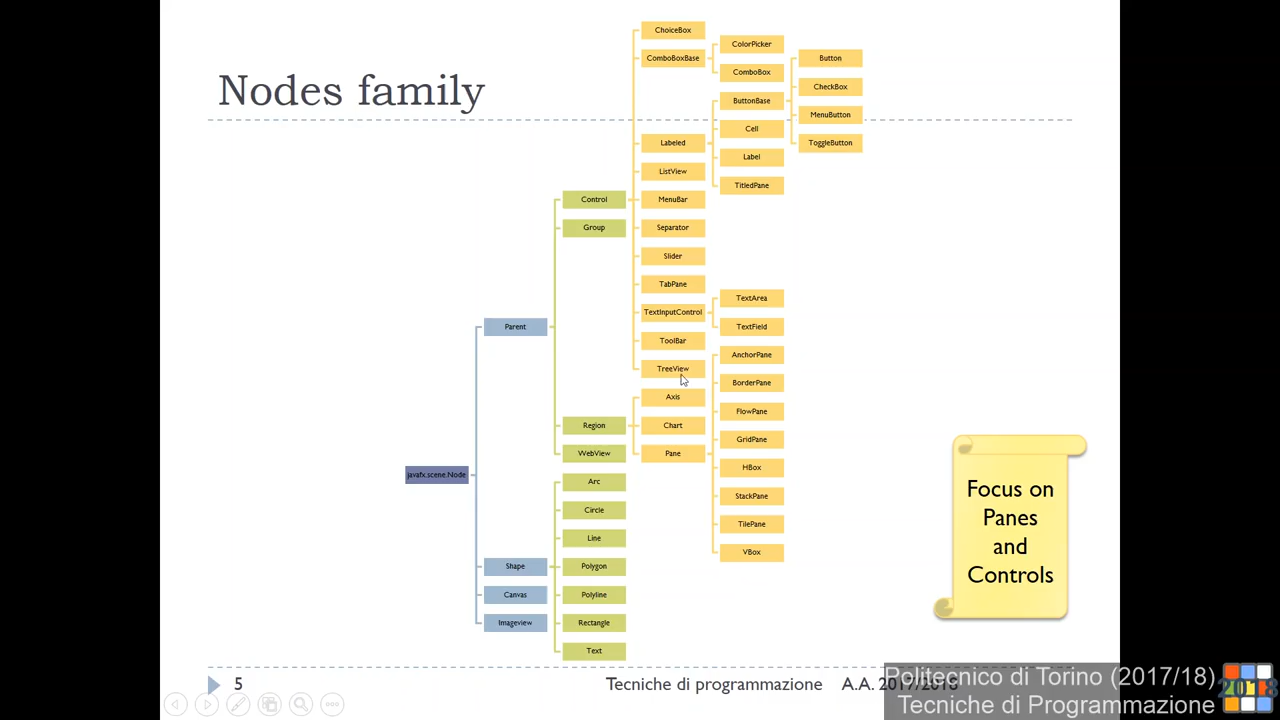 Nodes family
ChoiceBox
ComboBoxBase
ColorPicker
ComboBox
Button
CheckBox
MenuButton
ToggleButton
ButtonBase
Cell
Label
TitledPane
Labeled
ListView
MenuBar
Separator
Slider
TabPane
TextInputControl
TextArea
TextField
ToolBar
TreeView
Control
Group
Parent
Axis
Chart
Pane
AnchorPane
BorderPane
FlowPane
GridPane
HBox
StackPane
TilePane
VBox
Region
WebView
javafx.scene.Node
Arc
Circle
Line
Polygon
Polyline
Rectangle
Text
Shape
Canvas
Imageview
Focus on
Panes
and
Controls
5
Tecniche di programmazione A.A. 2017/2018
Politecnico di Torino (2017/18)
Tecniche di Programmazione
2018